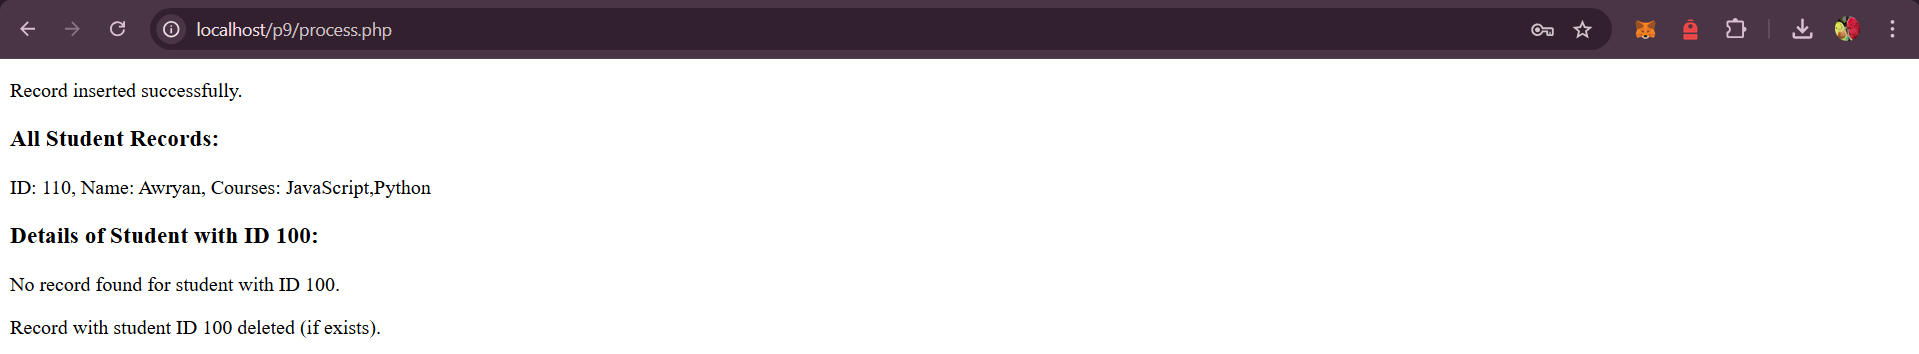 localhost/p9/process.php
Record inserted successfully.
All Student Records:
ID: 110, Name: Awryan, Courses: JavaScript,Python
Details of Student with ID 100:
No record found for student with ID 100.
Record with student ID 100 deleted (if exists).